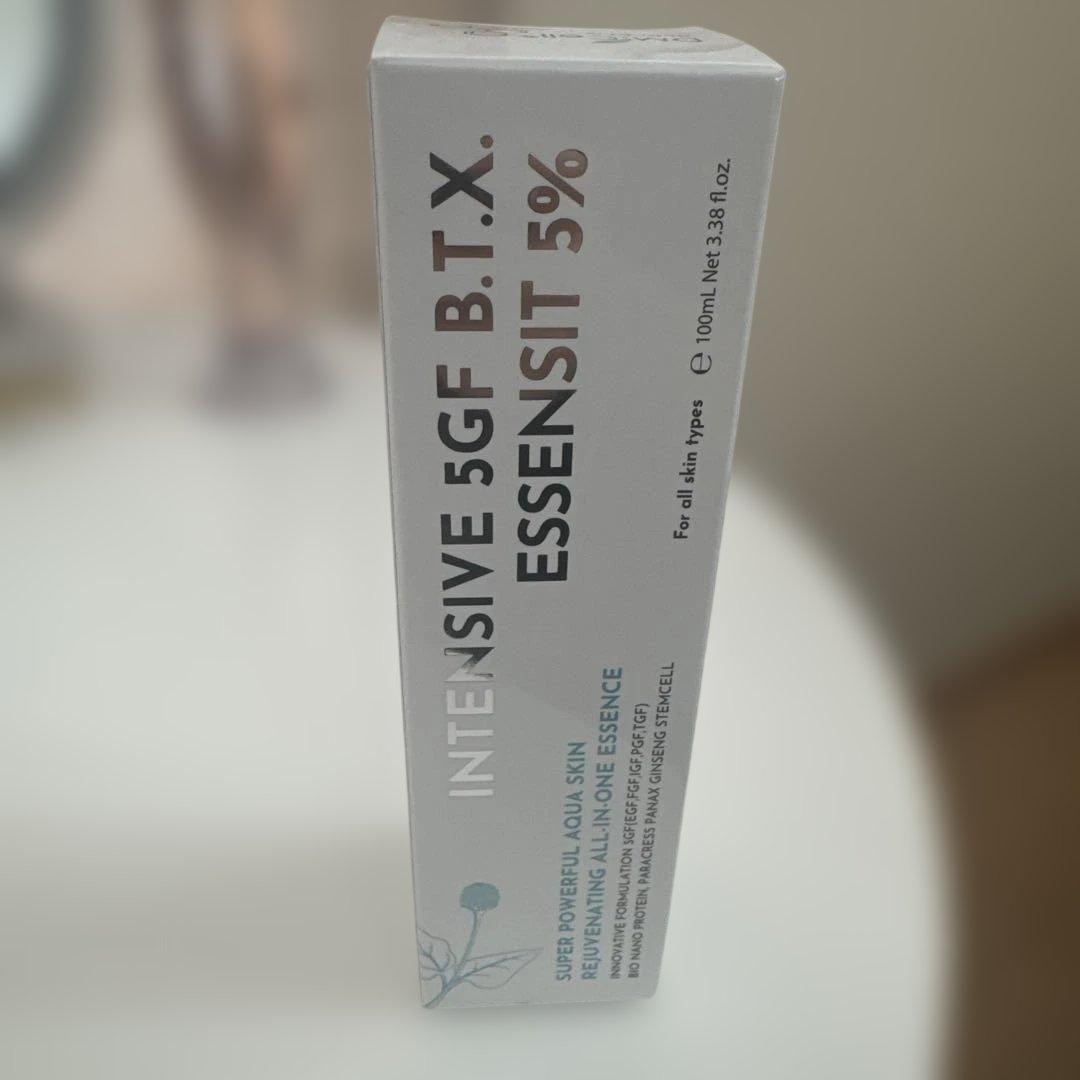 INTENSIVE 5GF B.T.X.
ESSENSIT 5%
SUPER POWERFUL AQUA SKIN
REJUVENATING ALL-IN-ONE ESSENCE
INNOVATIVE FORMULATION 5GF(EGF,FGF,IGF,PGF,TGF)
BIO NANO PROTEIN, PARACRESS PANAX GINSENG STEMCELL
For all skin types ℮ 100mL Net 3.38 fl.oz.